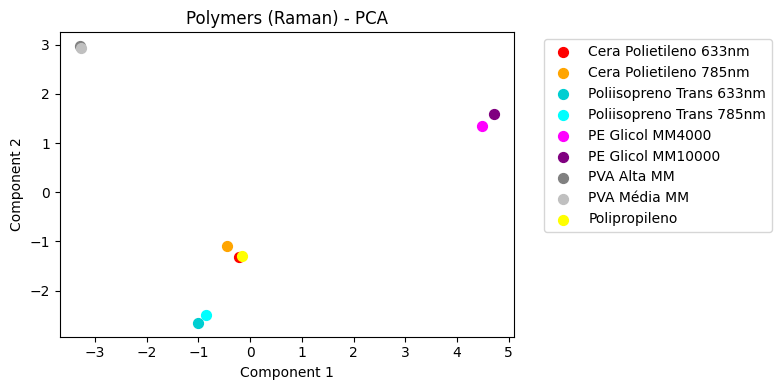 Polymers (Raman) - PCA
3
2
1
0
−1
−2
Component 2
−3
−2
−1
0
1
2
3
4
5
Component 1
Cera Polietileno 633nm
Cera Polietileno 785nm
Poliisopreno Trans 633nm
Poliisopreno Trans 785nm
PE Glicol MM4000
PE Glicol MM10000
PVA Alta MM
PVA Média MM
Polipropileno